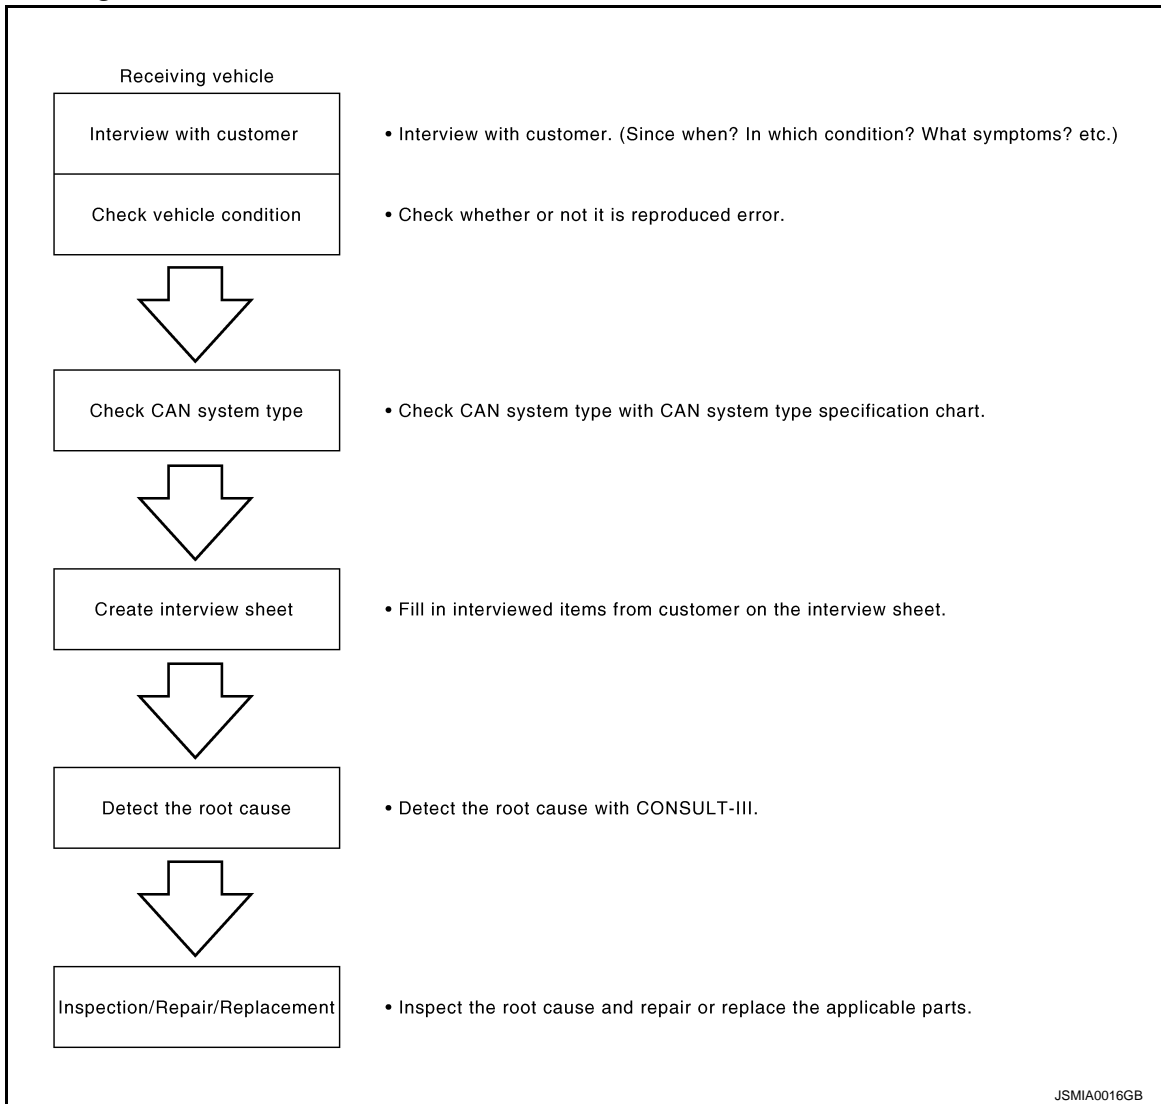 Receiving vehicle
Interview with customer
• Interview with customer. (Since when? In which condition? What symptoms? etc.)
Check vehicle condition
• Check whether or not it is reproduced error.
Check CAN system type
• Check CAN system type with CAN system type specification chart.
Create interview sheet
• Fill in interviewed items from customer on the interview sheet.
Detect the root cause
• Detect the root cause with CONSULT-III.
Inspection/Repair/Replacement
• Inspect the root cause and repair or replace the applicable parts.
JSMIA0016GB